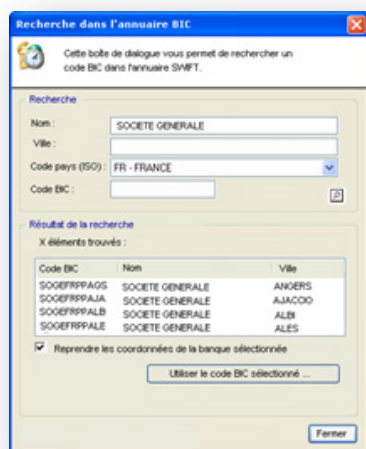 Recherche dans l'annuaire BIC
Cette boîte de dialogue vous permet de rechercher un
code BIC dans l'annuaire SWIFT.
Recherche
Nom : SOCIETE GENERALE
Ville :
Code pays (ISO) : FR - FRANCE
Code BIC :
Résultat de la recherche
X éléments trouvés :
Code BIC Nom Ville
SOGEFRPPAGS SOCIETE GENERALE ANGERS
SOGEFRPPAJA SOCIETE GENERALE AJACCIO
SOGEFRPPALB SOCIETE GENERALE ALBI
SOGEFRPPALE SOCIETE GENERALE ALES
Reprendre les coordonnées de la banque sélectionnée
Utiliser le code BIC sélectionné ...
Fermer